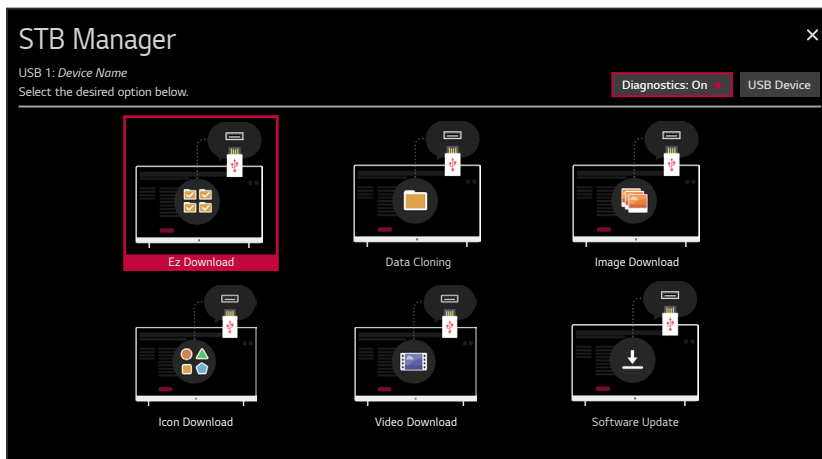 STB Manager
USB 1: Device Name
Select the desired option below.
Diagnostics: On
USB Device
Ez Download
Data Cloning
Image Download
Icon Download
Video Download
Software Update